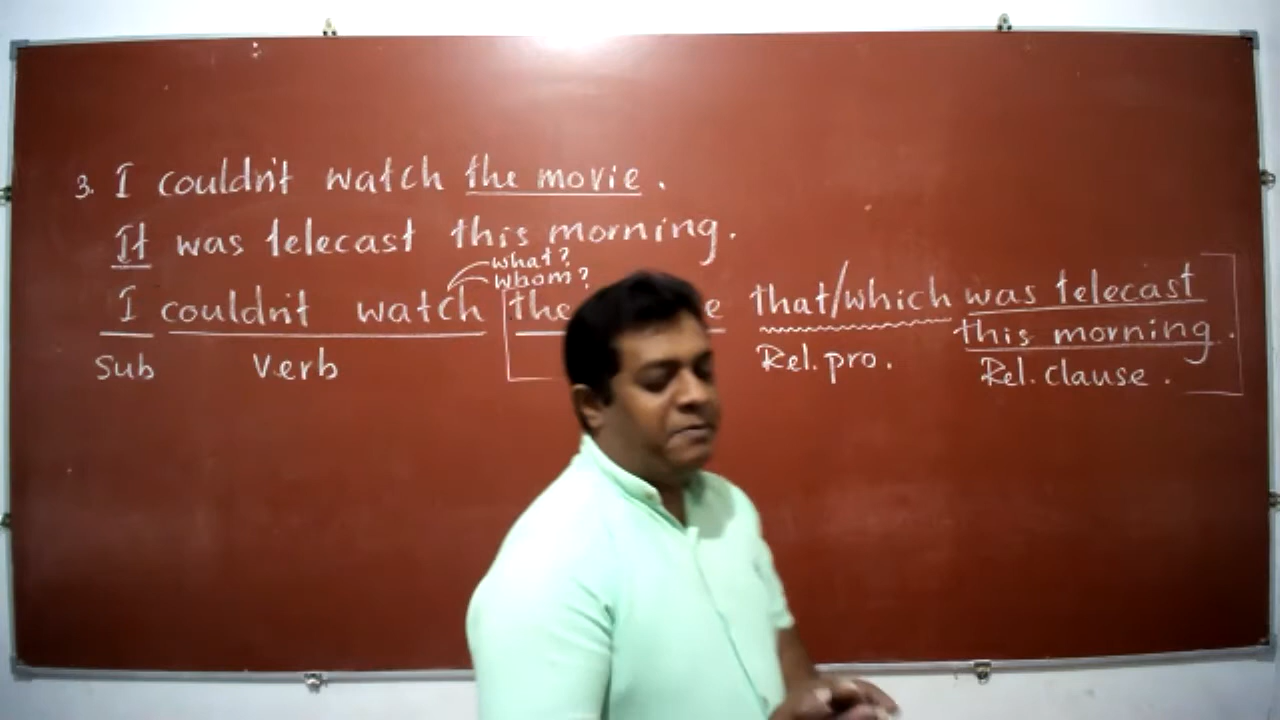 3. I couldn't watch the movie.
It was telecast this morning.
what?
whom?
I couldn't watch the that/which was telecast
this morning.
Sub Verb Rel. pro. Rel. clause.